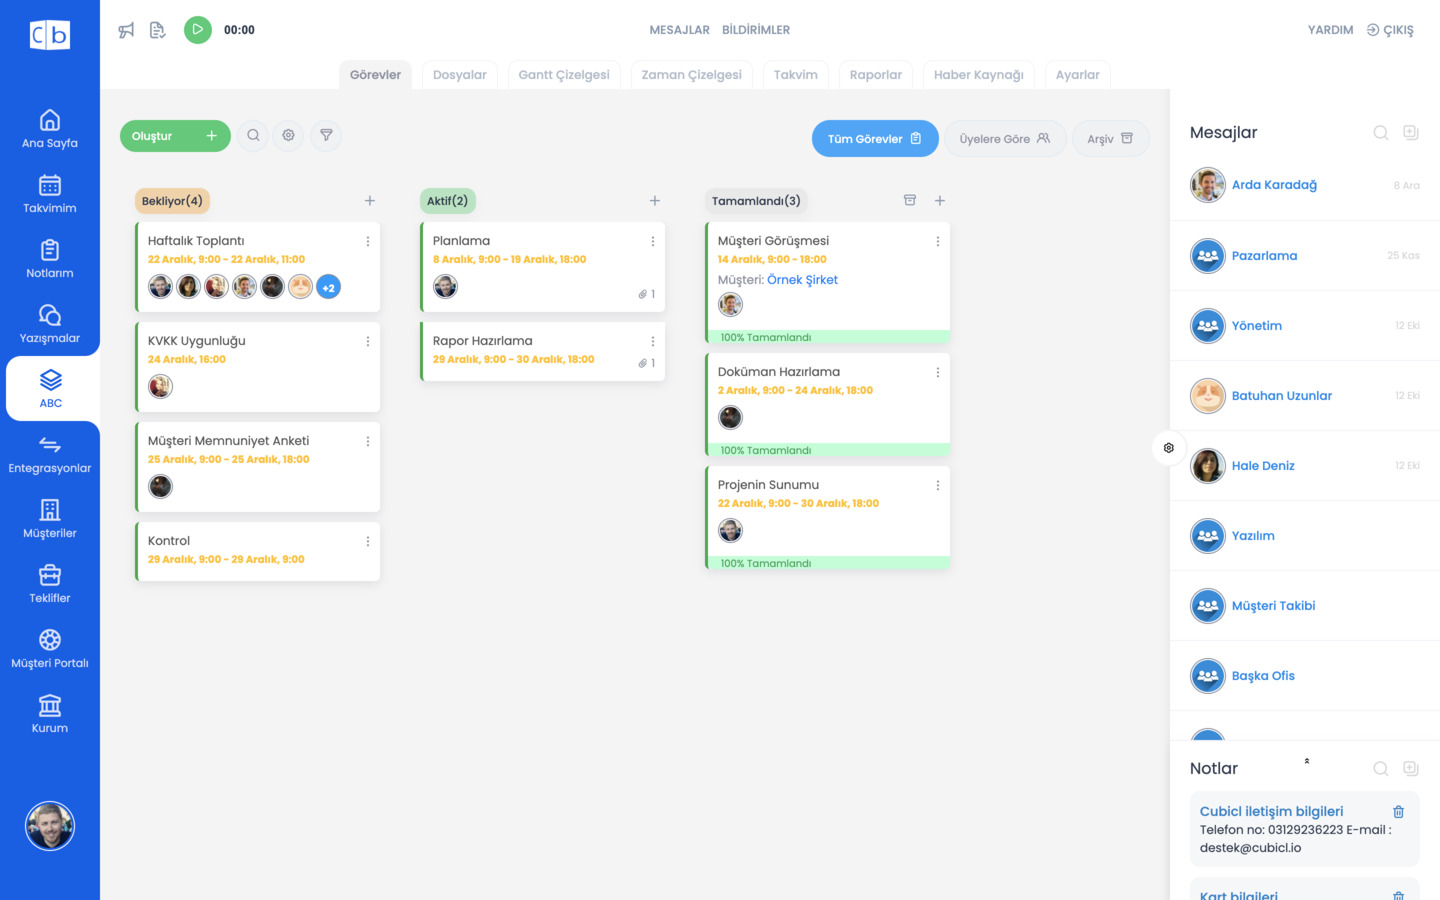 Cb
00:00
MESAJLAR BİLDİRİMLER
YARDIM ÇIKIŞ
Görevler Dosyalar Gantt Çizelgesi Zaman Çizelgesi Takvim Raporlar Haber Kaynağı Ayarlar
Ana Sayfa
Takvimim
Notlarım
Yazışmalar
ABC
Entegrasyonlar
Müşteriler
Teklifler
Müşteri Portalı
Kurum
Oluştur
Tüm Görevler Üyelere Göre Arşiv
Bekliyor(4)
Haftalık Toplantı
22 Aralık, 9:00 - 22 Aralık, 11:00
+2
KVKK Uygunluğu
24 Aralık, 16:00
Müşteri Memnuniyet Anketi
25 Aralık, 9:00 - 25 Aralık, 18:00
Kontrol
29 Aralık, 9:00 - 29 Aralık, 9:00
Aktif(2)
Planlama
8 Aralık, 9:00 - 19 Aralık, 18:00
1
Rapor Hazırlama
29 Aralık, 9:00 - 30 Aralık, 18:00
1
Tamamlandı(3)
Müşteri Görüşmesi
14 Aralık, 9:00 - 18:00
Müşteri: Örnek Şirket
100% Tamamlandı
Doküman Hazırlama
2 Aralık, 9:00 - 24 Aralık, 18:00
100% Tamamlandı
Projenin Sunumu
22 Aralık, 9:00 - 30 Aralık, 18:00
100% Tamamlandı
Mesajlar
Arda Karadağ 8 Ara
Pazarlama 25 Kas
Yönetim 12 Eki
Batuhan Uzunlar 12 Eki
Hale Deniz 12 Eki
Yazılım
Müşteri Takibi
Başka Ofis
Notlar
Cubicl iletişim bilgileri
Telefon no: 03129236223 E-mail :
destek@cubicl.io
Kart bilgileri